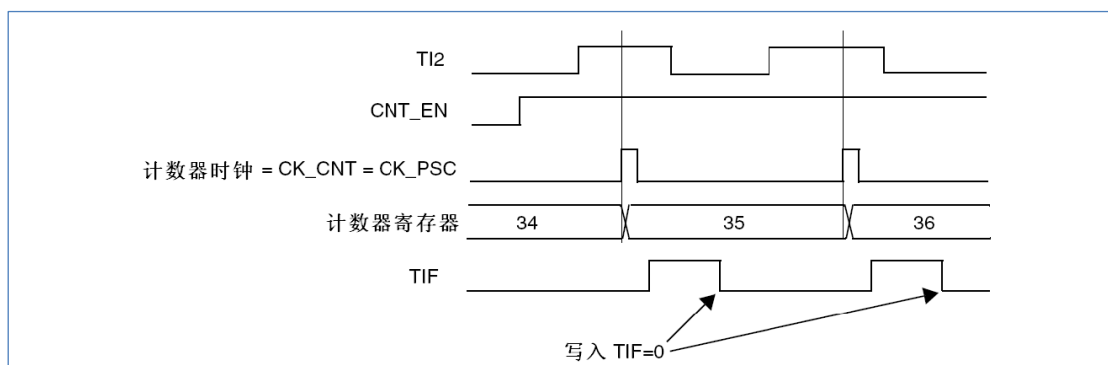 TI2
CNT_EN
计数器时钟 = CK_CNT = CK_PSC
计数器寄存器 34 35 36
TIF
写入 TIF=0